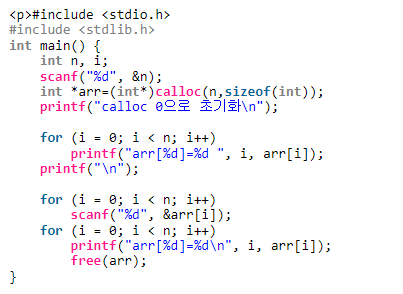 <p>#include <stdio.h>
#include <stdlib.h>
int main() {
    int n, i;
    scanf("%d", &n);
    int *arr=(int*)calloc(n,sizeof(int));
    printf("calloc 0으로 초기화\n");

    for (i = 0; i < n; i++)
        printf("arr[%d]=%d ", i, arr[i]);
    printf("\n");

    for (i = 0; i < n; i++)
        scanf("%d", &arr[i]);
    for (i = 0; i < n; i++)
        printf("arr[%d]=%d\n", i, arr[i]);
        free(arr);
}